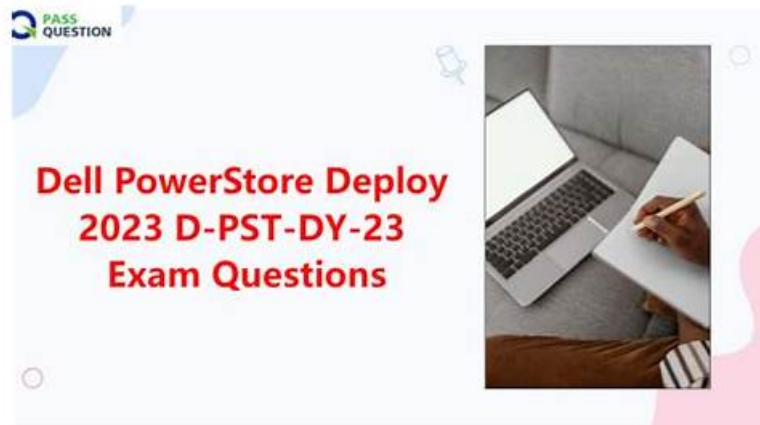 PASS
QUESTION
Dell PowerStore Deploy
2023 D-PST-DY-23
Exam Questions